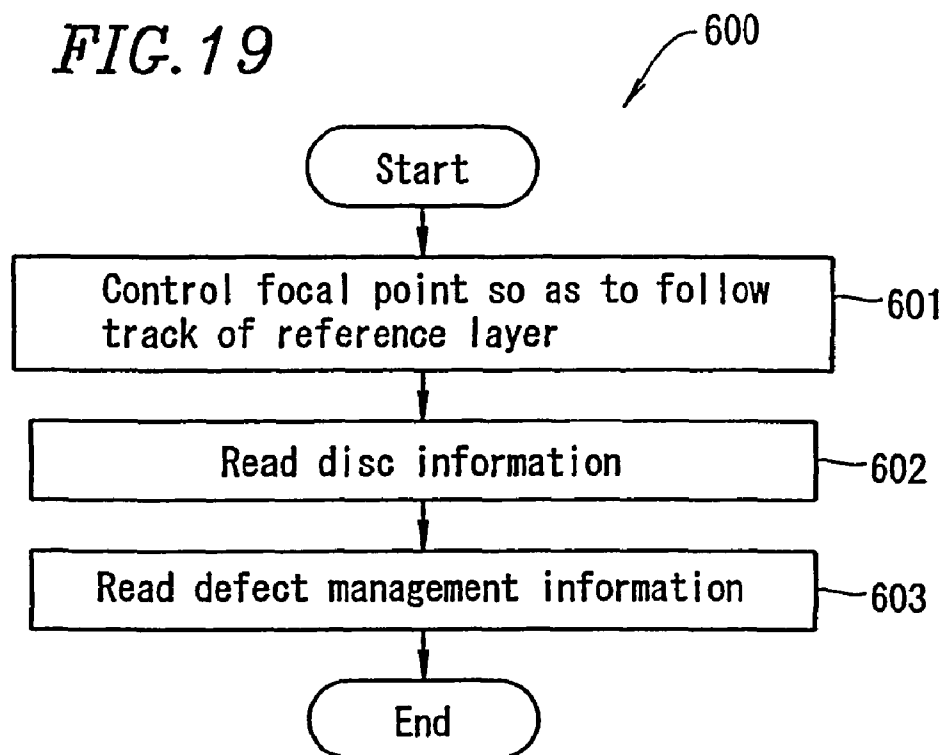 FIG.19
600
Start
Control focal point so as to follow
track of reference layer
601
Read disc information
602
Read defect management information
603
End